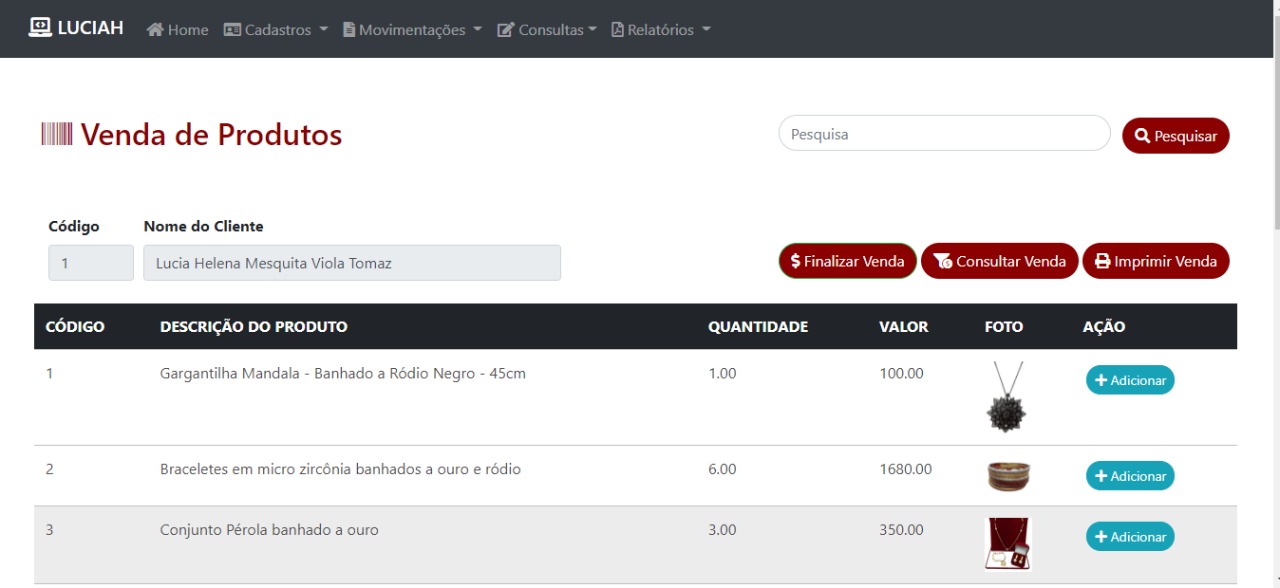 LUCIAH Home Cadastros Movimentações Consultas Relatórios
Venda de Produtos
Pesquisa
Pesquisar
Código Nome do Cliente
1 Lucia Helena Mesquita Viola Tomaz
Finalizar Venda Consultar Venda Imprimir Venda
CÓDIGO DESCRIÇÃO DO PRODUTO QUANTIDADE VALOR FOTO AÇÃO
1 Gargantilha Mandala - Banhado a Ródio Negro - 45cm 1.00 100.00 Adicionar
2 Braceletes em micro zircônia banhados a ouro e ródio 6.00 1680.00 Adicionar
3 Conjunto Pérola banhado a ouro 3.00 350.00 Adicionar